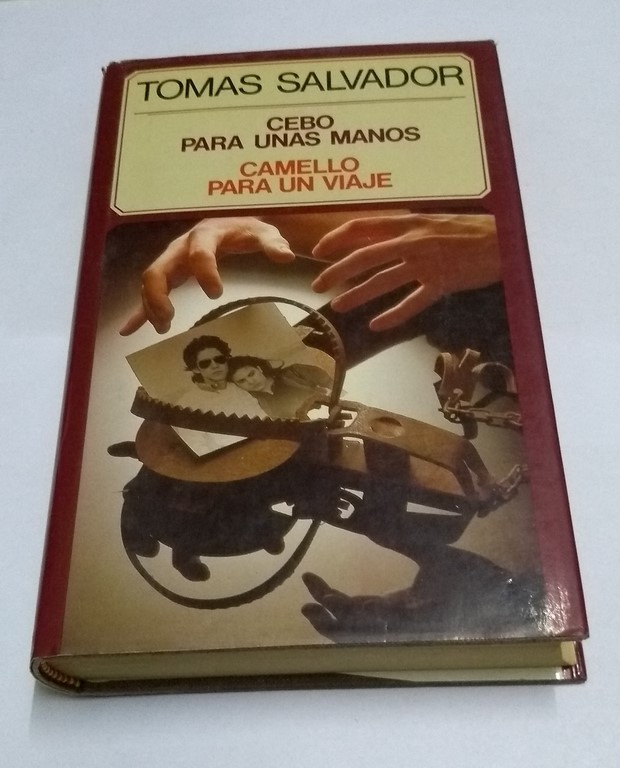 TOMAS SALVADOR
CEBO
PARA UNAS MANOS
CAMELLO
PARA UN VIAJE